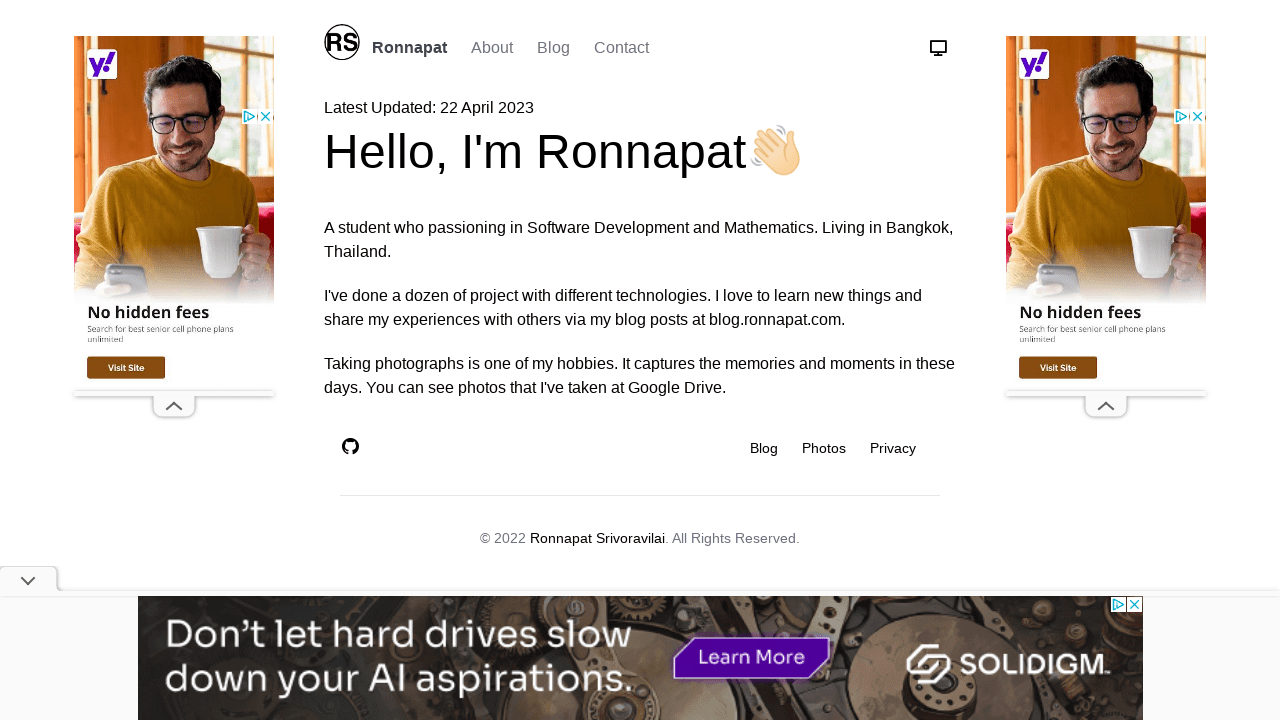 RS
Ronnapat About Blog Contact
Latest Updated: 22 April 2023
Hello, I'm Ronnapat
A student who passioning in Software Development and Mathematics. Living in Bangkok,
Thailand.
I've done a dozen of project with different technologies. I love to learn new things and
share my experiences with others via my blog posts at blog.ronnapat.com.
Taking photographs is one of my hobbies. It captures the memories and moments in these
days. You can see photos that I've taken at Google Drive.
Blog Photos Privacy
© 2022 Ronnapat Srivoravilai. All Rights Reserved.
y!
No hidden fees
Search for best senior cell phone plans
unlimited
Visit Site
y!
No hidden fees
Search for best senior cell phone plans
unlimited
Visit Site
Don't let hard drives slow
down your AI aspirations.
Learn More
SOLIDIGM